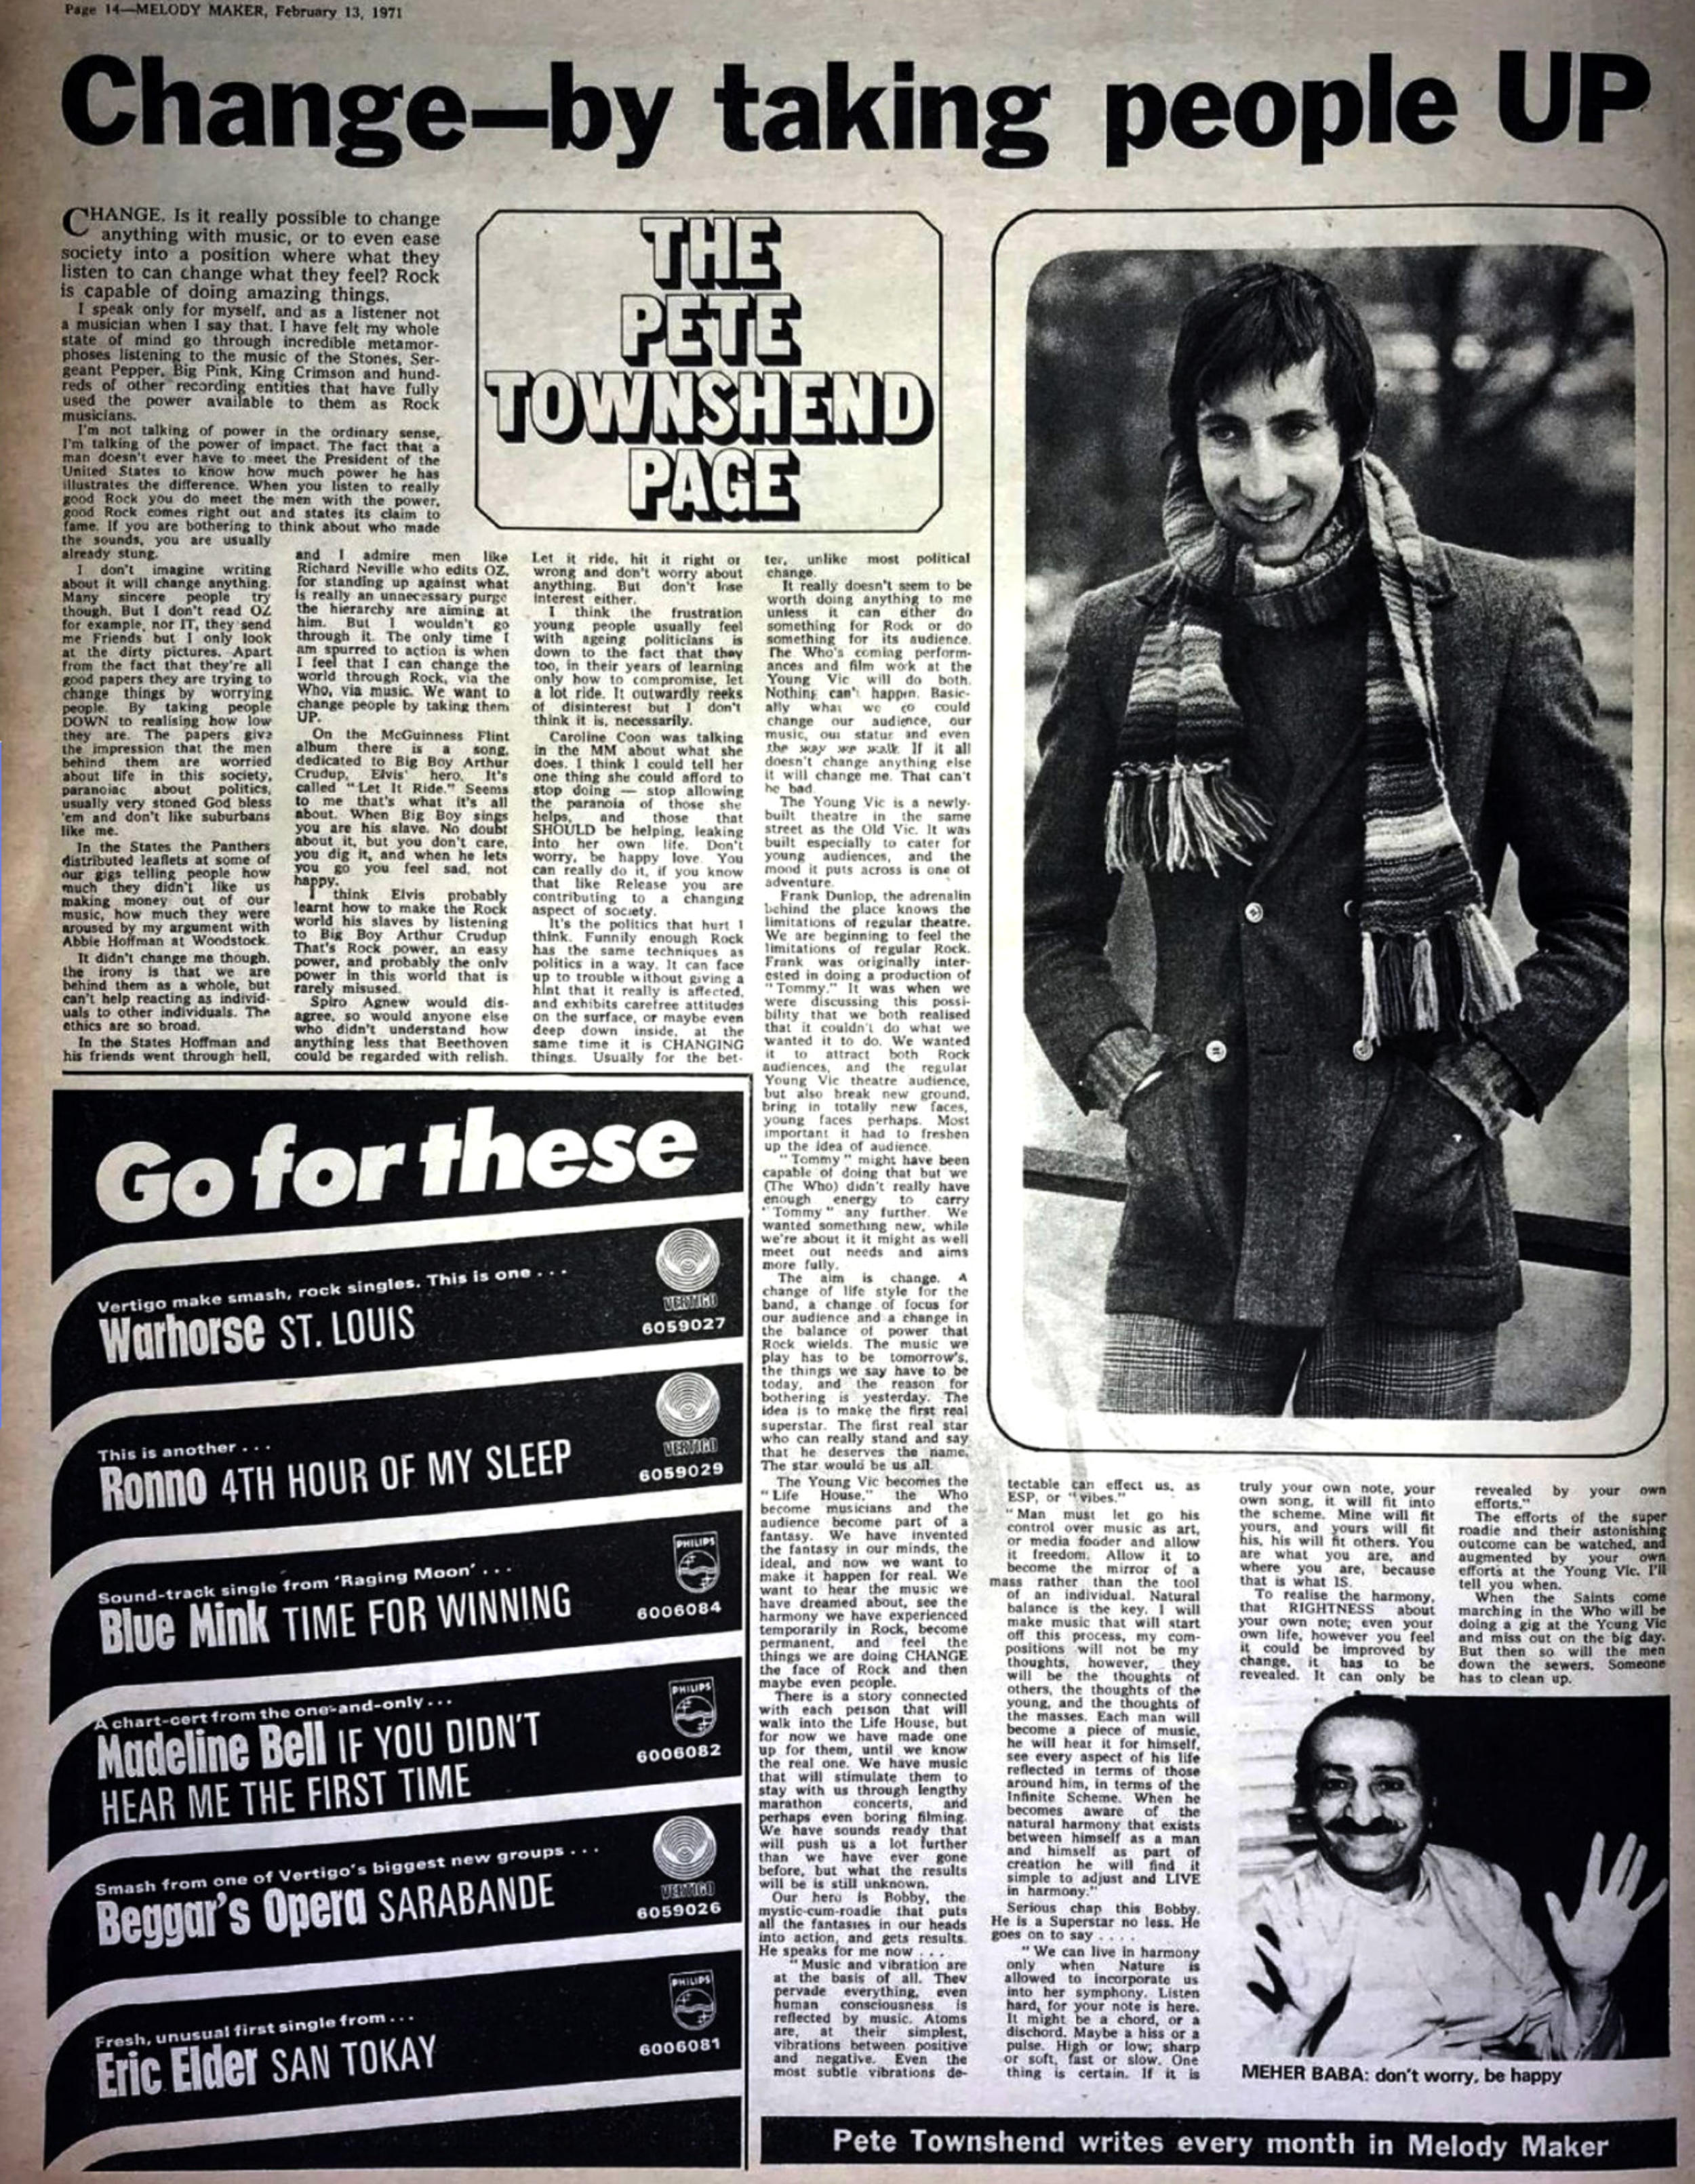 Page 14—MELODY MAKER, February 13, 1971
Change—by taking people UP
CHANGE. Is it really possible to change
anything with music, or to even ease
society into a position where what they
listen to can change what they feel? Rock
is capable of doing amazing things.
I speak only for myself, and as a listener not
a musician when I say that. I have felt my whole
state of mind go through incredible metamor-
phoses listening to the music of the Stones, Ser-
geant Pepper, Big Pink, King Crimson and hund-
reds of other recording entities that have fully
used the power available to them as Rock
musicians.
I'm not talking of power in the ordinary sense,
I'm talking of the power of impact. The fact that a
man doesn't ever have to meet the President of the
United States to know how much power he has
illustrates the difference. When you listen to really
good Rock you do meet the men with the power,
good Rock comes right out and states its claim to
fame. If you are bothering to think about who made
the sounds, you are usually
already stung.
I don't imagine writing
about it will change anything.
Many sincere people try
though. But I don't read OZ
for example, nor IT, they send
me Friends but I only look
at the dirty pictures. Apart
from the fact that they're all
good papers they are trying to
change things by worrying
people. By taking people
DOWN to realising how low
they are. The papers give
the impression that the men
behind them are worried
about life in this society,
paranoiac about politics,
usually very stoned God bless
'em and don't like suburbans
like me.
In the States the Panthers
distributed leaflets at some of
our gigs telling people how
much they didn't like us
making money out of our
music, how much they were
aroused by my argument with
Abbie Hoffman at Woodstock.
It didn't change me though,
the irony is that we are
behind them as a whole, but
can't help reacting as individ-
uals to other individuals. The
ethics are so broad.
In the States Hoffman and
his friends went through hell,
THE
PETE
TOWNSHEND
PAGE
and I admire men like
Richard Neville who edits OZ,
for standing up against what
is really an unnecessary purge
the hierarchy are aiming at
him. But I wouldn't go
through it. The only time I
am spurred to action is when
I feel that I can change the
world through Rock, via the
Who, via music. We want to
change people by taking them
UP.
On the McGuinness Flint
album there is a song,
dedicated to Big Boy Arthur
Crudup, Elvis' hero. It's
called "Let It Ride." Seems
to me that's what it's all
about. When Big Boy sings
you are his slave. No doubt
about it, but you don't care,
you dig it, and when he lets
you go you feel sad, not
happy.
I think Elvis probably
learnt how to make the Rock
world his slaves by listening
to Big Boy Arthur Crudup
That's Rock power, an easy
power, and probably the only
power in this world that is
rarely misused.
Spiro Agnew would dis-
agree, so would anyone else
who didn't understand how
anything less that Beethoven
could be regarded with relish.
Let it ride, hit it right or
wrong and don't worry about
anything. But don't lose
interest either.
I think the frustration
young people usually feel
with ageing politicians is
down to the fact that they
too, in their years of learning
only how to compromise, let
a lot ride. It outwardly reeks
of disinterest but I don't
think it is, necessarily.
Caroline Coon was talking
in the MM about what she
does. I think I could tell her
one thing she could afford to
stop doing — stop allowing
the paranoia of those she
helps, and those that
SHOULD be helping, leaking
into her own life. Don't
worry, be happy love. You
can really do it, if you know
that like Release you are
contributing to a changing
aspect of society.
It's the politics that hurt I
think. Funnily enough Rock
has the same techniques as
politics in a way. It can face
up to trouble without giving a
hint that it really is affected,
and exhibits carefree attitudes
on the surface, or maybe even
deep down inside, at the
same time it is CHANGING
things. Usually for the bet-
ter, unlike most political
change.
It really doesn't seem to be
worth doing anything to me
unless it can either do
something for Rock or do
something for its audience.
The Who's coming perform-
ances and film work at the
Young Vic will do both.
Nothing can't happen. Basic-
ally what we do could
change our audience, our
music, our status and even
the way we walk. If it all
doesn't change anything else
it will change me. That can't
be bad.
The Young Vic is a newly-
built theatre in the same
street as the Old Vic. It was
built especially to cater for
young audiences, and the
mood it puts across is one of
adventure.
Frank Dunlop, the adrenalin
behind the place knows the
limitations of regular theatre.
We are beginning to feel the
limitations of regular Rock.
Frank was originally inter-
ested in doing a production of
"Tommy." It was when we
were discussing this possi-
bility that we both realised
that it couldn't do what we
wanted it to do. We wanted
it to attract both Rock
audiences, and the regular
Young Vic theatre audience,
but also break new ground,
bring in totally new faces,
young faces perhaps. Most
important it had to freshen
up the idea of audience.
"Tommy" might have been
capable of doing that but we
(The Who) didn't really have
enough energy to carry
"Tommy" any further. We
wanted something new, while
we're about it it might as well
meet out needs and aims
more fully.
The aim is change. A
change of life style for the
band, a change of focus for
our audience and a change in
the balance of power that
Rock wields. The music we
play has to be tomorrow's,
the things we say have to be
today, and the reason for
bothering is yesterday. The
idea is to make the first real
superstar. The first real star
who can really stand and say
that he deserves the name.
The star would be us all.
The Young Vic becomes the
"Life House," the Who
become musicians and the
audience become part of a
fantasy. We have invented
the fantasy in our minds, the
ideal, and now we want to
make it happen for real. We
want to hear the music we
have dreamed about, see the
harmony we have experienced
temporarily in Rock, become
permanent, and feel the
things we are doing CHANGE
the face of Rock and then
maybe even people.
There is a story connected
with each person that will
walk into the Life House, but
for now we have made one
up for them, until we know
the real one. We have music
that will stimulate them to
stay with us through lengthy
marathon concerts, and
perhaps even boring filming.
We have sounds ready that
will push us a lot further
than we have ever gone
before, but what the results
will be is still unknown.
Our hero is Bobby, the
mystic-cum-roadie that puts
all the fantasies in our heads
into action, and gets results.
He speaks for me now . . .
"Music and vibration are
at the basis of all. They
pervade everything, even
human consciousness is
reflected by music. Atoms
are, at their simplest,
vibrations between positive
and negative. Even the
most subtle vibrations de-
tectable can effect us, as
ESP, or "vibes."
"Man must let go his
control over music as art,
or media fodder and allow
it freedom. Allow it to
become the mirror of a
mass rather than the tool
of an individual. Natural
balance is the key. I will
make music that will start
off this process, my com-
positions will not be my
thoughts, however, they
will be the thoughts of
others, the thoughts of the
young, and the thoughts of
the masses. Each man will
become a piece of music,
he will hear it for himself,
see every aspect of his life
reflected in terms of those
around him, in terms of the
Infinite Scheme. When he
becomes aware of the
natural harmony that exists
between himself as a man
and himself as part of
creation he will find it
simple to adjust and LIVE
in harmony."
Serious chap this Bobby.
He is a Superstar no less. He
goes on to say . . . .
"We can live in harmony
only when Nature is
allowed to incorporate us
into her symphony. Listen
hard, for your note is here.
It might be a chord, or a
dischord. Maybe a hiss or a
pulse. High or low; sharp
or soft, fast or slow. One
thing is certain. If it is
truly your own note, your
own song, it will fit into
the scheme. Mine will fit
yours, and yours will fit
his, his will fit others. You
are what you are, and
where you are, because
that is what IS.
To realise the harmony,
that RIGHTNESS about
your own note; even your
own life, however you feel
it could be improved by
change, it has to be
revealed. It can only be
revealed by your own
efforts."
The efforts of the super
roadie and their astonishing
outcome can be watched, and
augmented by your own
efforts at the Young Vic. I'll
tell you when.
When the Saints come
marching in the Who will be
doing a gig at the Young Vic
and miss out on the big day.
But then so will the men
down the sewers. Someone
has to clean up.
MEHER BABA: don't worry, be happy
Pete Townshend writes every month in Melody Maker
Go for these
Vertigo make smash, rock singles. This is one . . .
Warhorse ST. LOUIS
VERTIGO
6059027
This is another . . .
Ronno 4TH HOUR OF MY SLEEP
VERTIGO
6059029
Sound-track single from 'Raging Moon' . . .
Blue Mink TIME FOR WINNING
PHILIPS
6006084
A chart-cert from the one-and-only . . .
Madeline Bell IF YOU DIDN'T
HEAR ME THE FIRST TIME
PHILIPS
6006082
Smash from one of Vertigo's biggest new groups . . .
Beggar's Opera SARABANDE
VERTIGO
6059026
Fresh, unusual first single from . . .
Eric Elder SAN TOKAY
PHILIPS
6006081